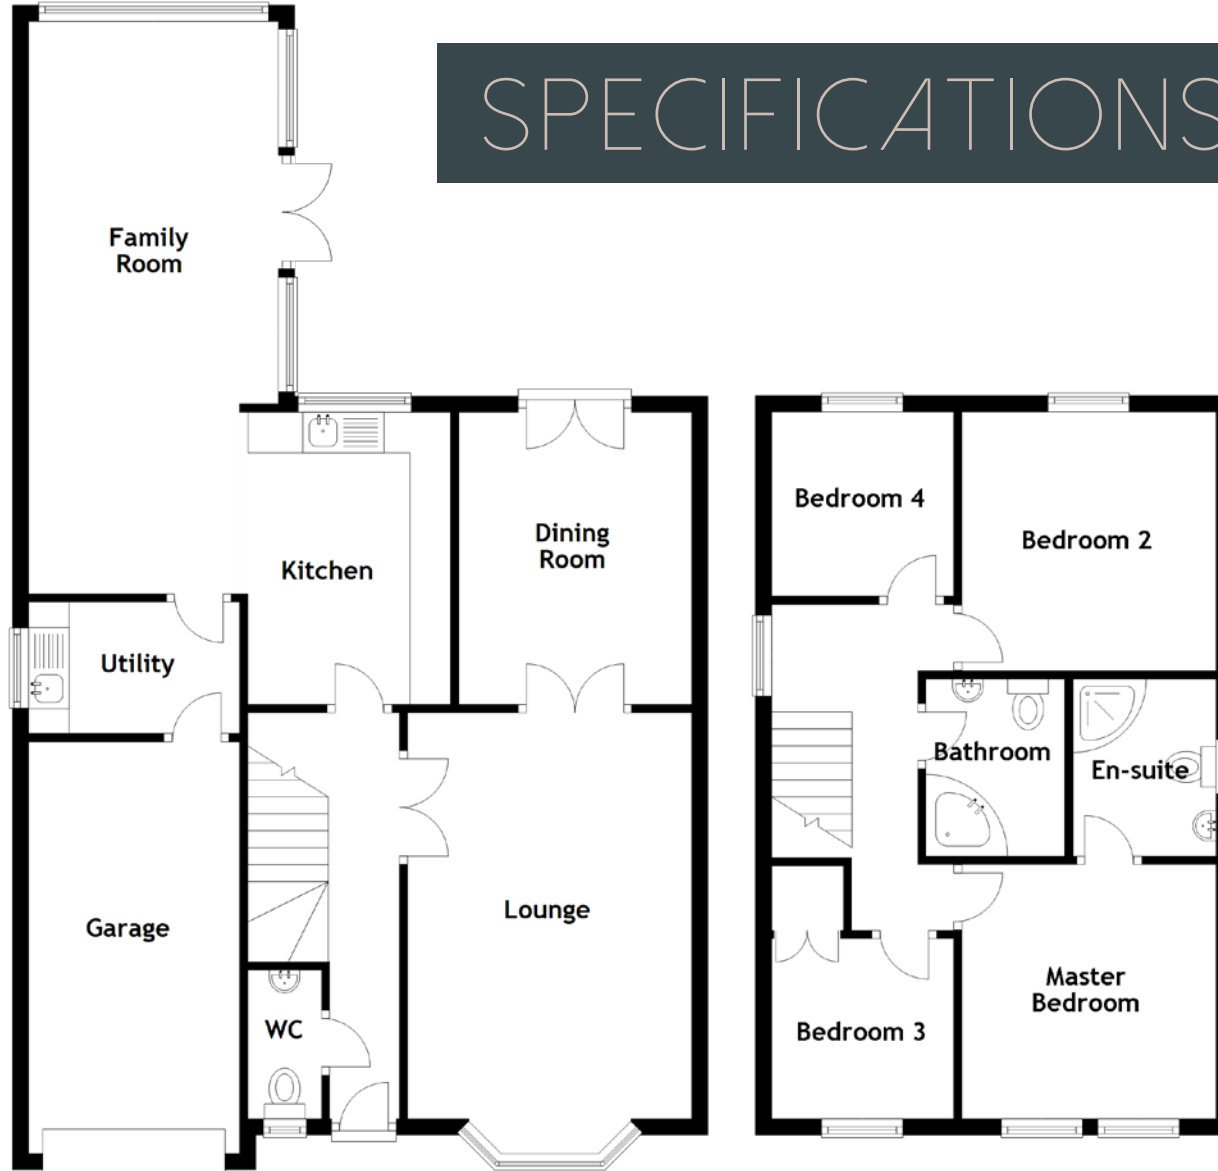 SPECIFICATIONS
Family
Room
Kitchen
Dining
Room
Utility
Garage
Lounge
WC
Bedroom 4
Bedroom 2
Bathroom
En-suite
Master
Bedroom
Bedroom 3